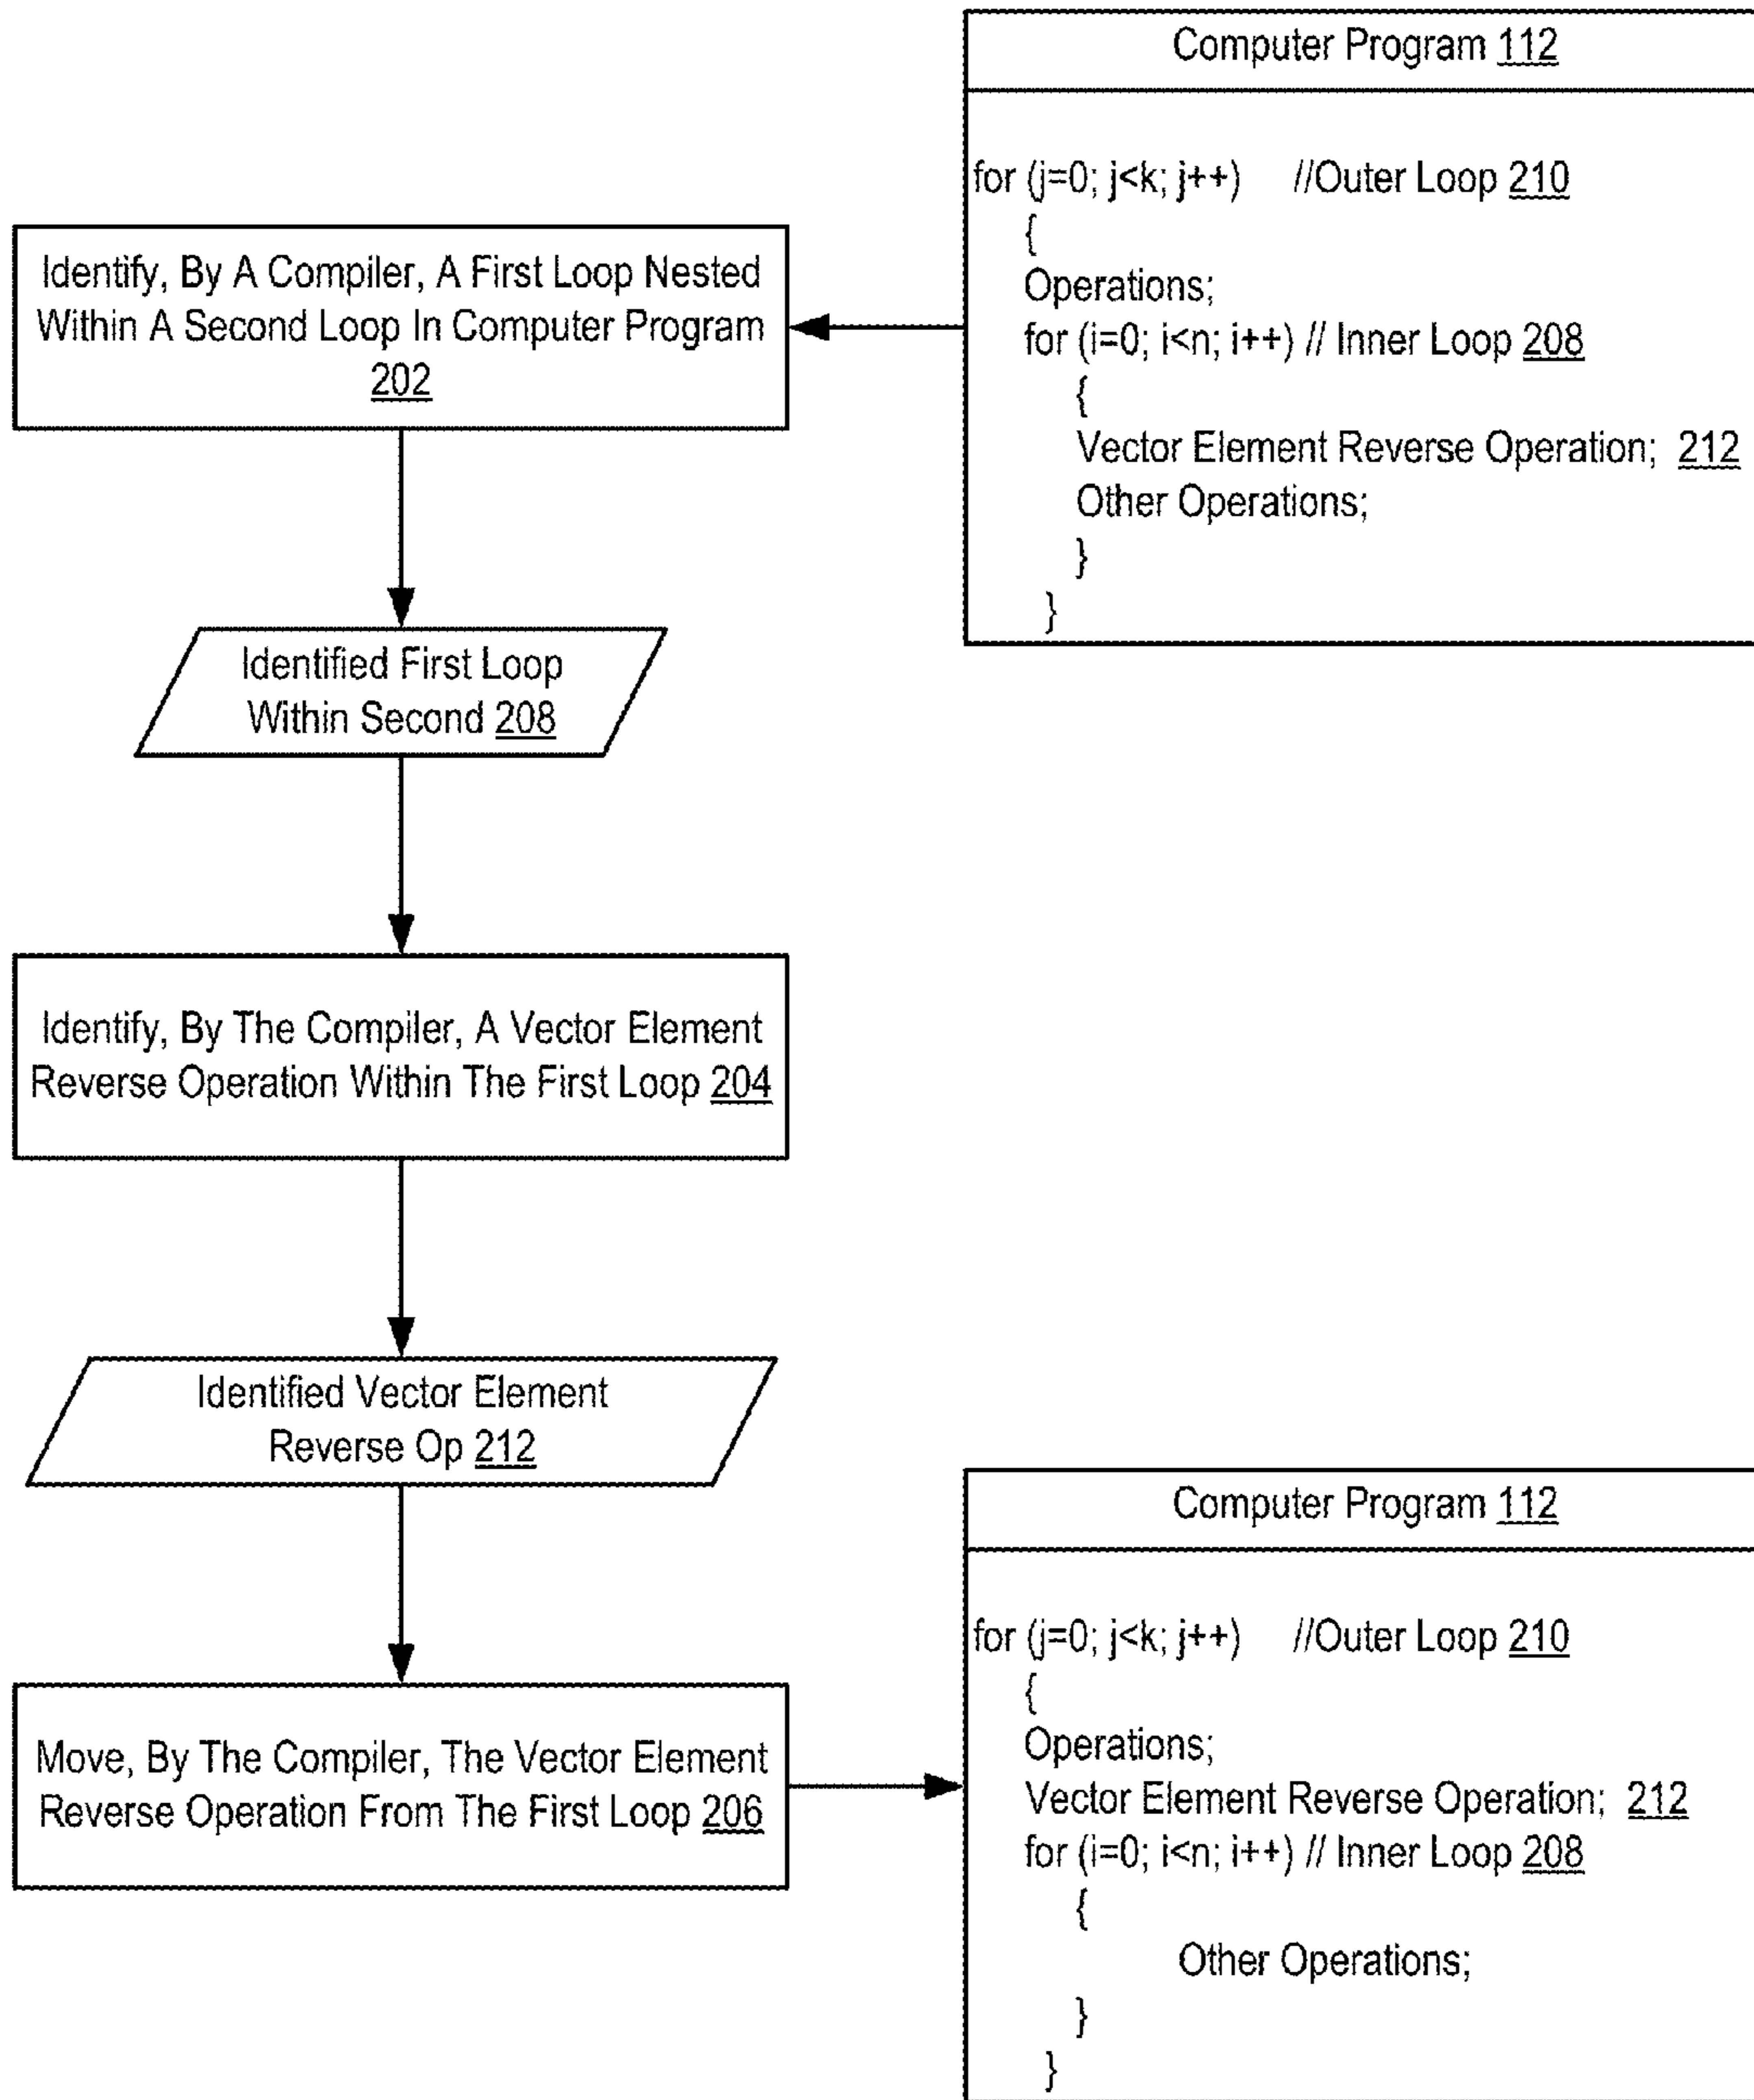 Computer Program 112
for (j=0; j<k; j++) //Outer Loop 210
{
Operations;
for (i=0; i<n; i++) // Inner Loop 208
{
Vector Element Reverse Operation; 212
Other Operations;
}
}
Identify, By A Compiler, A First Loop Nested
Within A Second Loop In Computer Program
202
Identified First Loop
Within Second 208
Identify, By The Compiler, A Vector Element
Reverse Operation Within The First Loop 204
Identified Vector Element
Reverse Op 212
Move, By The Compiler, The Vector Element
Reverse Operation From The First Loop 206
Computer Program 112
for (j=0; j<k; j++) //Outer Loop 210
{
Operations;
Vector Element Reverse Operation; 212
for (i=0; i<n; i++) // Inner Loop 208
{
Other Operations;
}
}